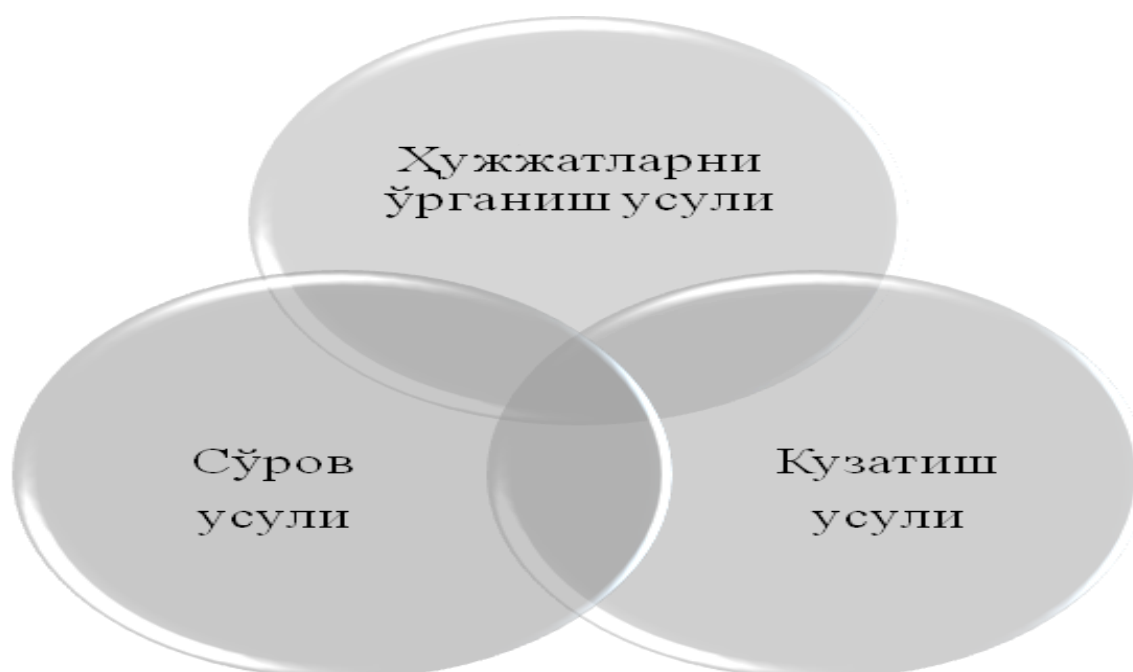 Ҳужжатларни
ўрганиш усули
Сўров
усули
Кузатиш
усули